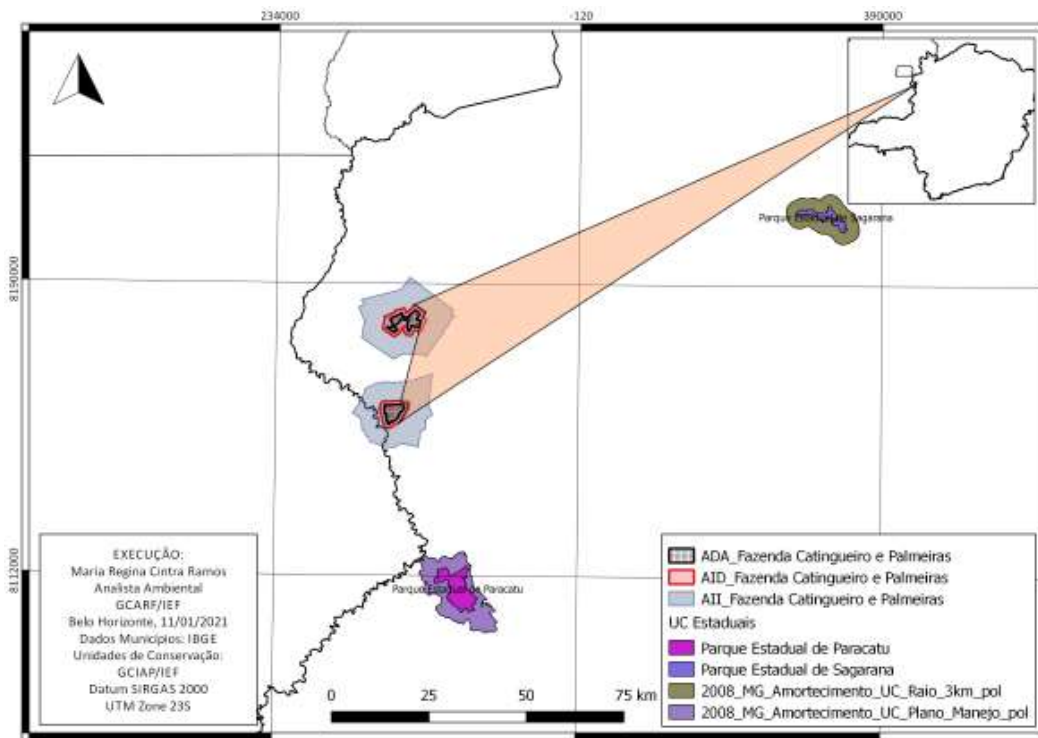 234000
-120
390000
8190000
8112000
Parque Estadual de Sagarana
Parque Estadual de Paracatu
EXECUÇÃO:
Maria Regina Cintra Ramos
Analista Ambiental
GCARF/IEF
Belo Horizonte, 11/01/2021
Dados Municípios: IBGE
Unidades de Conservação:
GCIAP/IEF
Datum SIRGAS 2000
UTM Zone 23S
0 25 50 75 km
ADA_Fazenda Catingueiro e Palmeiras
AID_Fazenda Catingueiro e Palmeiras
AII_Fazenda Catingueiro e Palmeiras
UC Estaduais
Parque Estadual de Paracatu
Parque Estadual de Sagarana
2008_MG_Amortecimento_UC_Raio_3km_pol
2008_MG_Amortecimento_UC_Plano_Manejo_pol